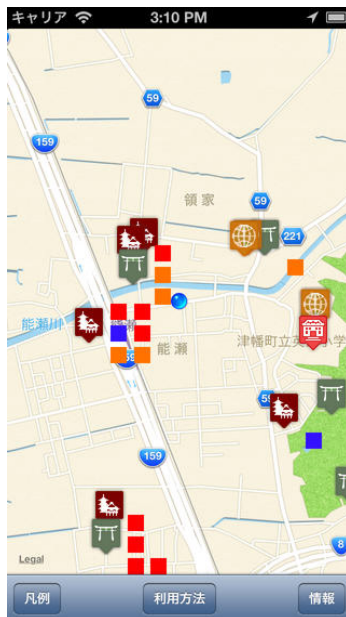 キャリア 3:10 PM
59
159
領家
59
221
能瀬川
能瀬
津幡町立英 小学
159
8
Legal
凡例 利用方法 情報